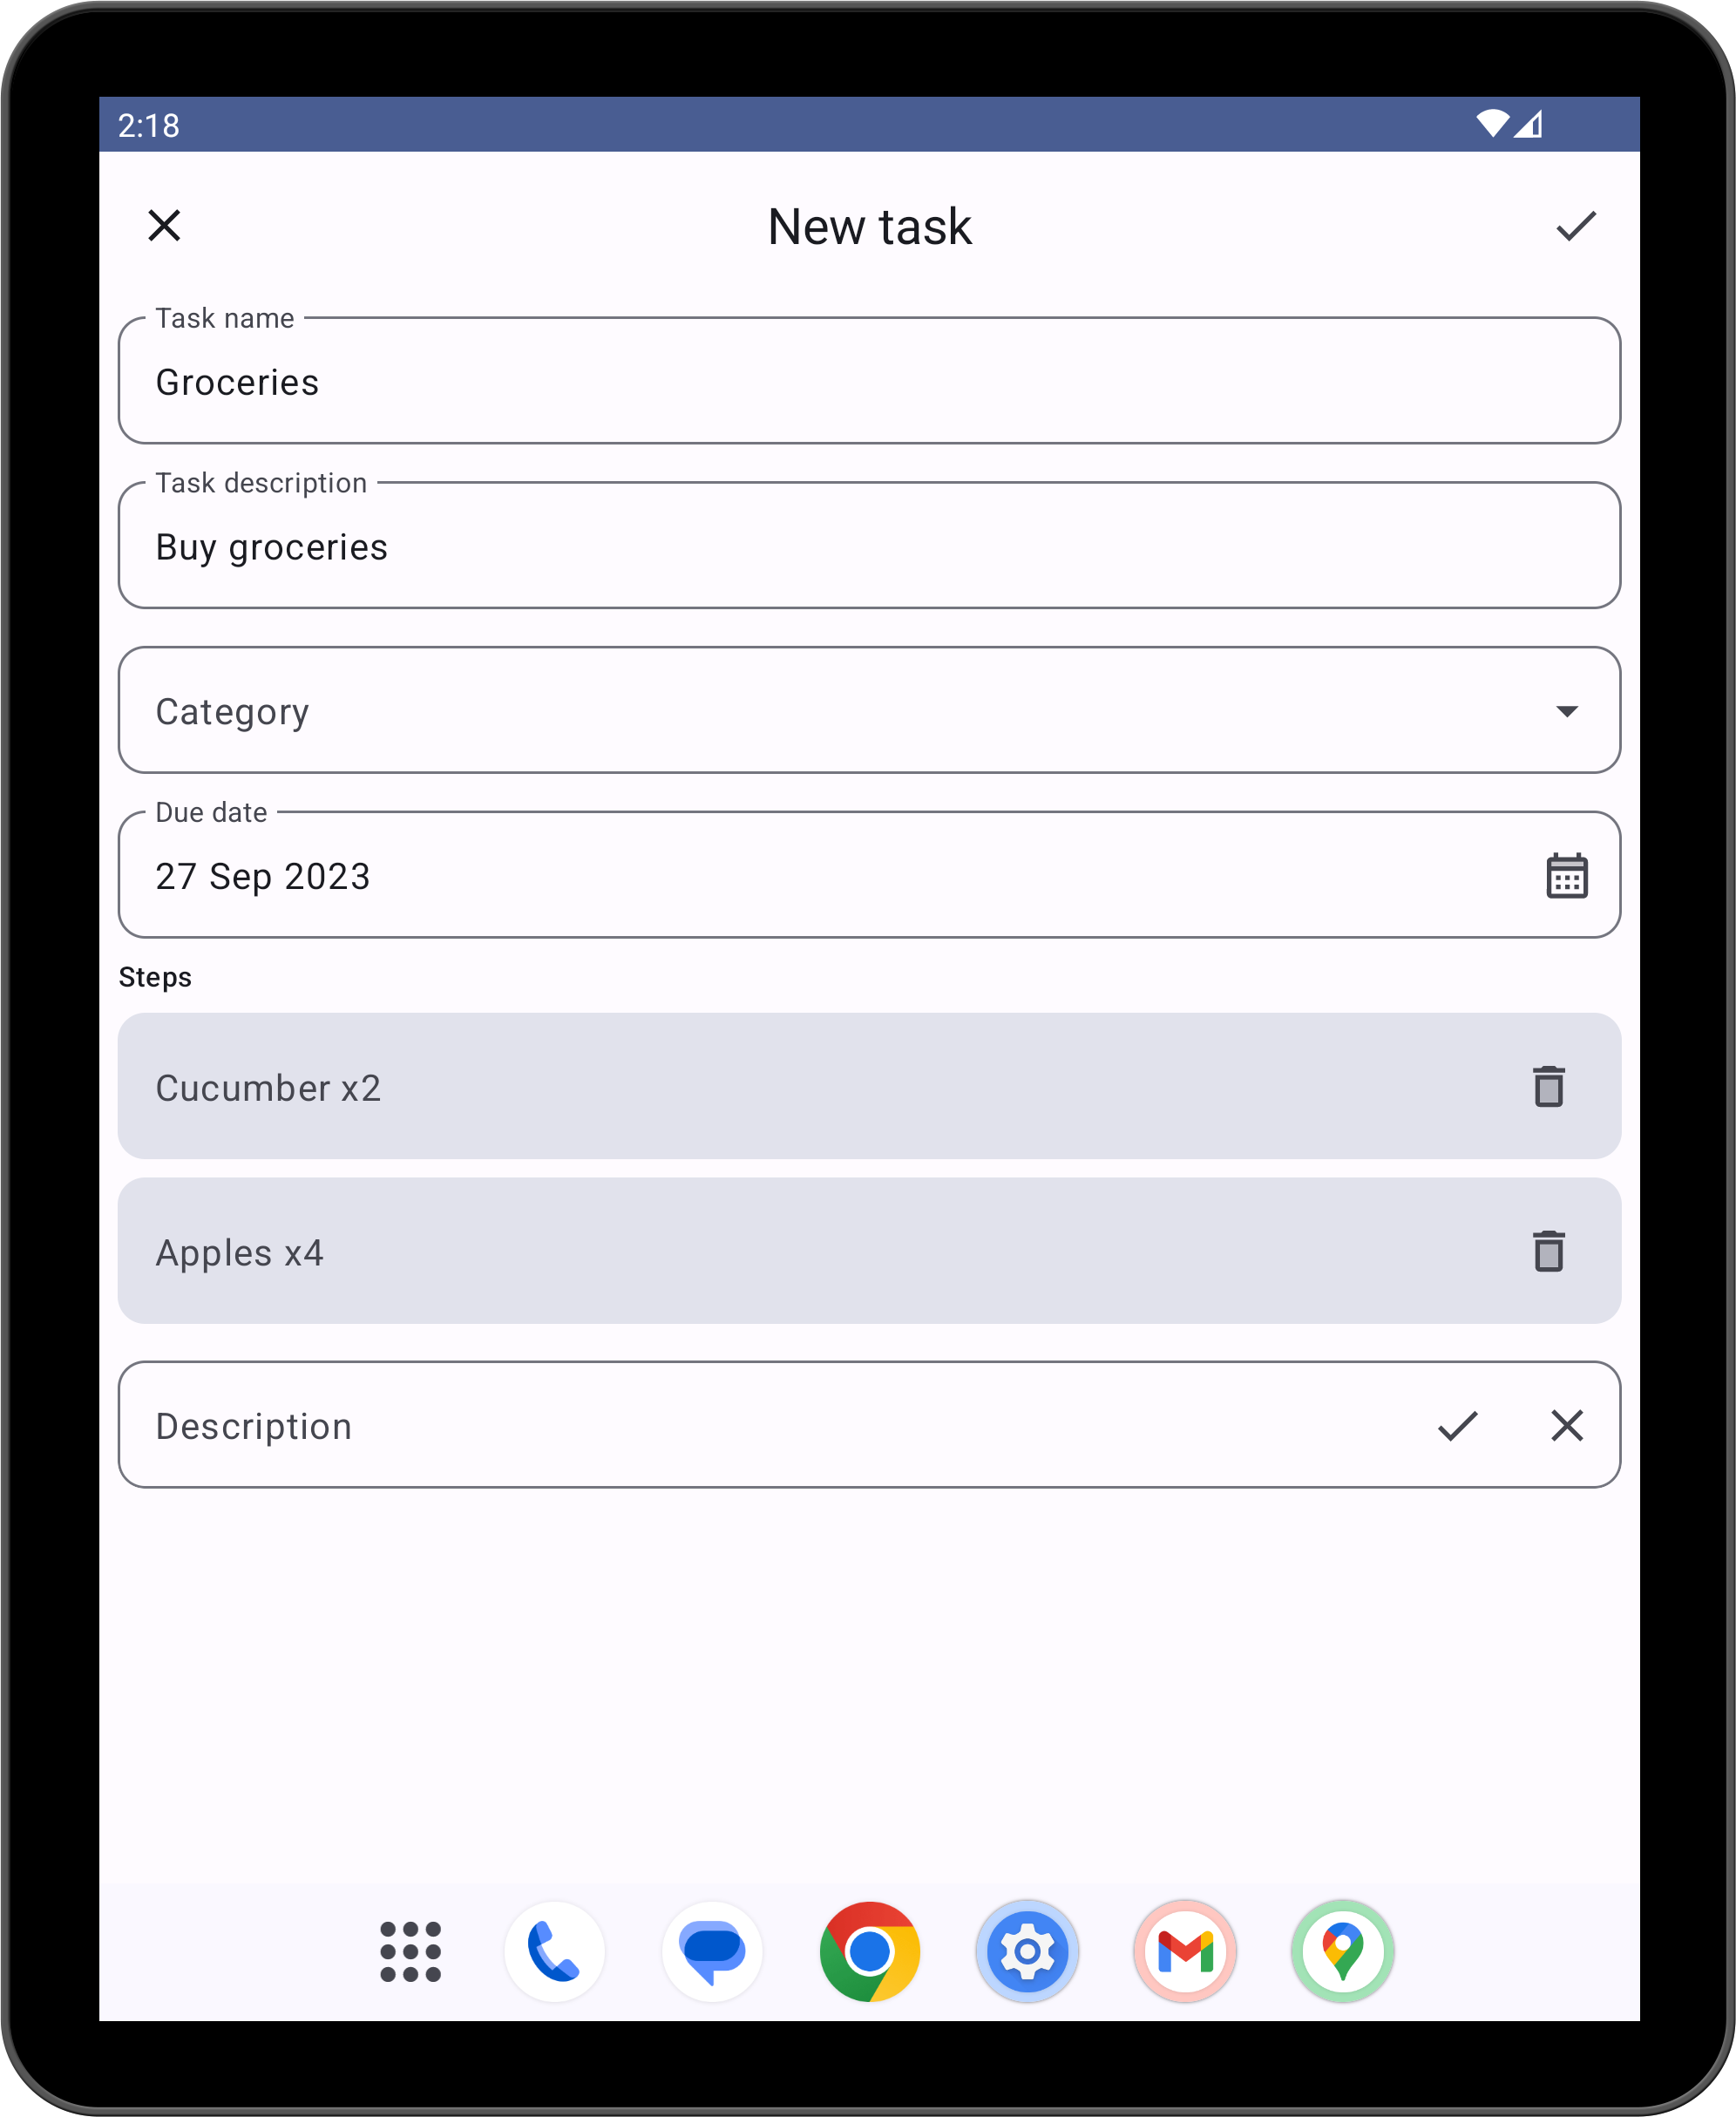 2:18
New task
Task name
Groceries
Task description
Buy groceries
Category
Due date
27 Sep 2023
Steps
Cucumber x2
Apples x4
Description